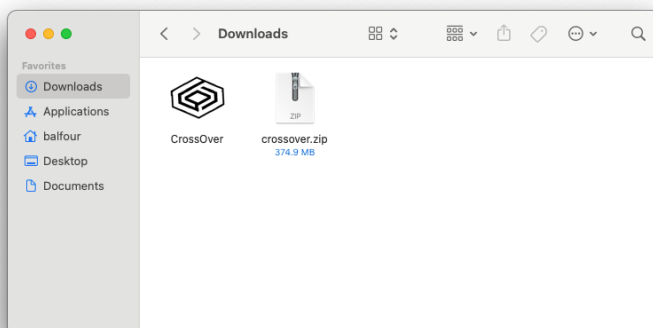 Downloads
Favorites
Downloads
Applications
balfour
Desktop
Documents
ZIP
CrossOver
crossover.zip
374.9 MB